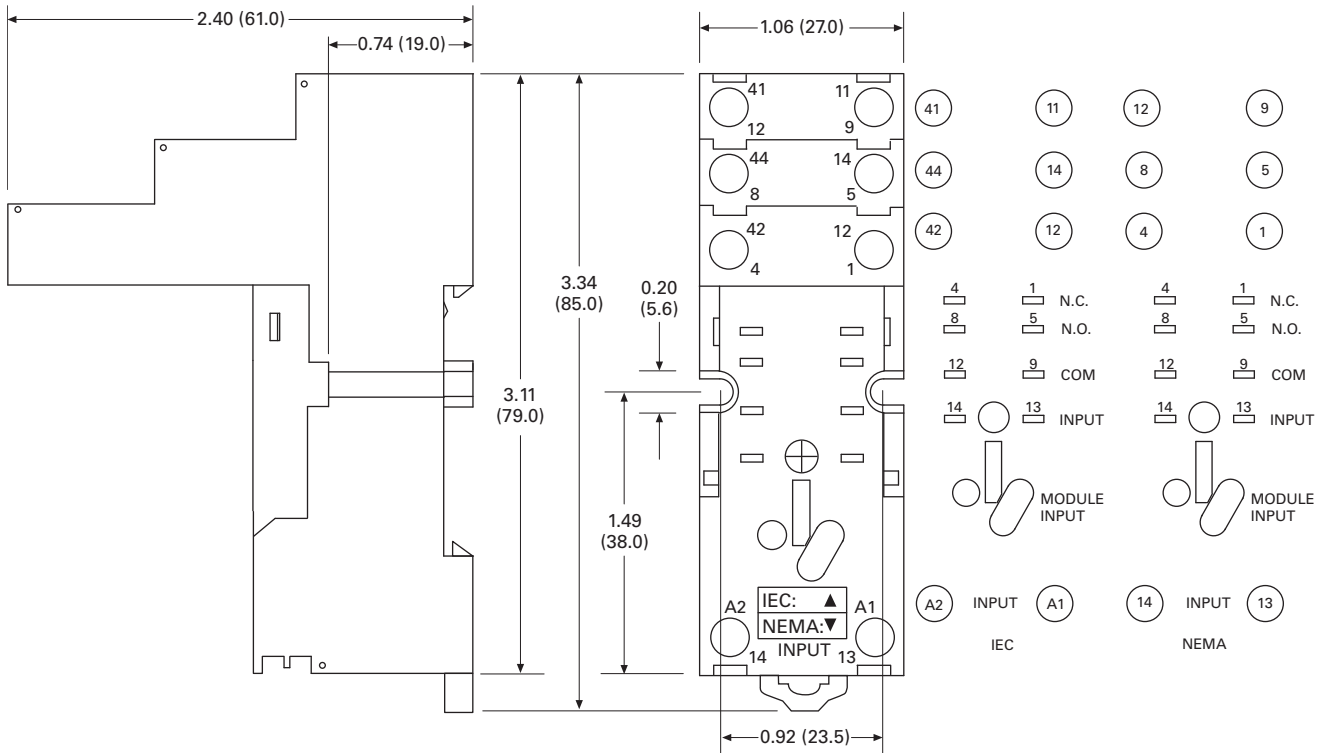 2.40 (61.0)
0.74 (19.0)
1.06 (27.0)
41 11
12 9
44 14
8 5
42 12
4 1
3.34
(85.0)
0.20
(5.6)
3.11
(79.0)
1.49
(38.0)
A2 IEC: ▲ A1
NEMA:▼
14 INPUT 13
0.92 (23.5)
41 11 12 9
44 14 8 5
42 12 4 1
4 1 N.C. 4 1 N.C.
8 5 N.O. 8 5 N.O.
12 9 COM 12 9 COM
14 13 INPUT 14 13 INPUT
MODULE
INPUT
MODULE
INPUT
A2 INPUT A1 14 INPUT 13
IEC NEMA